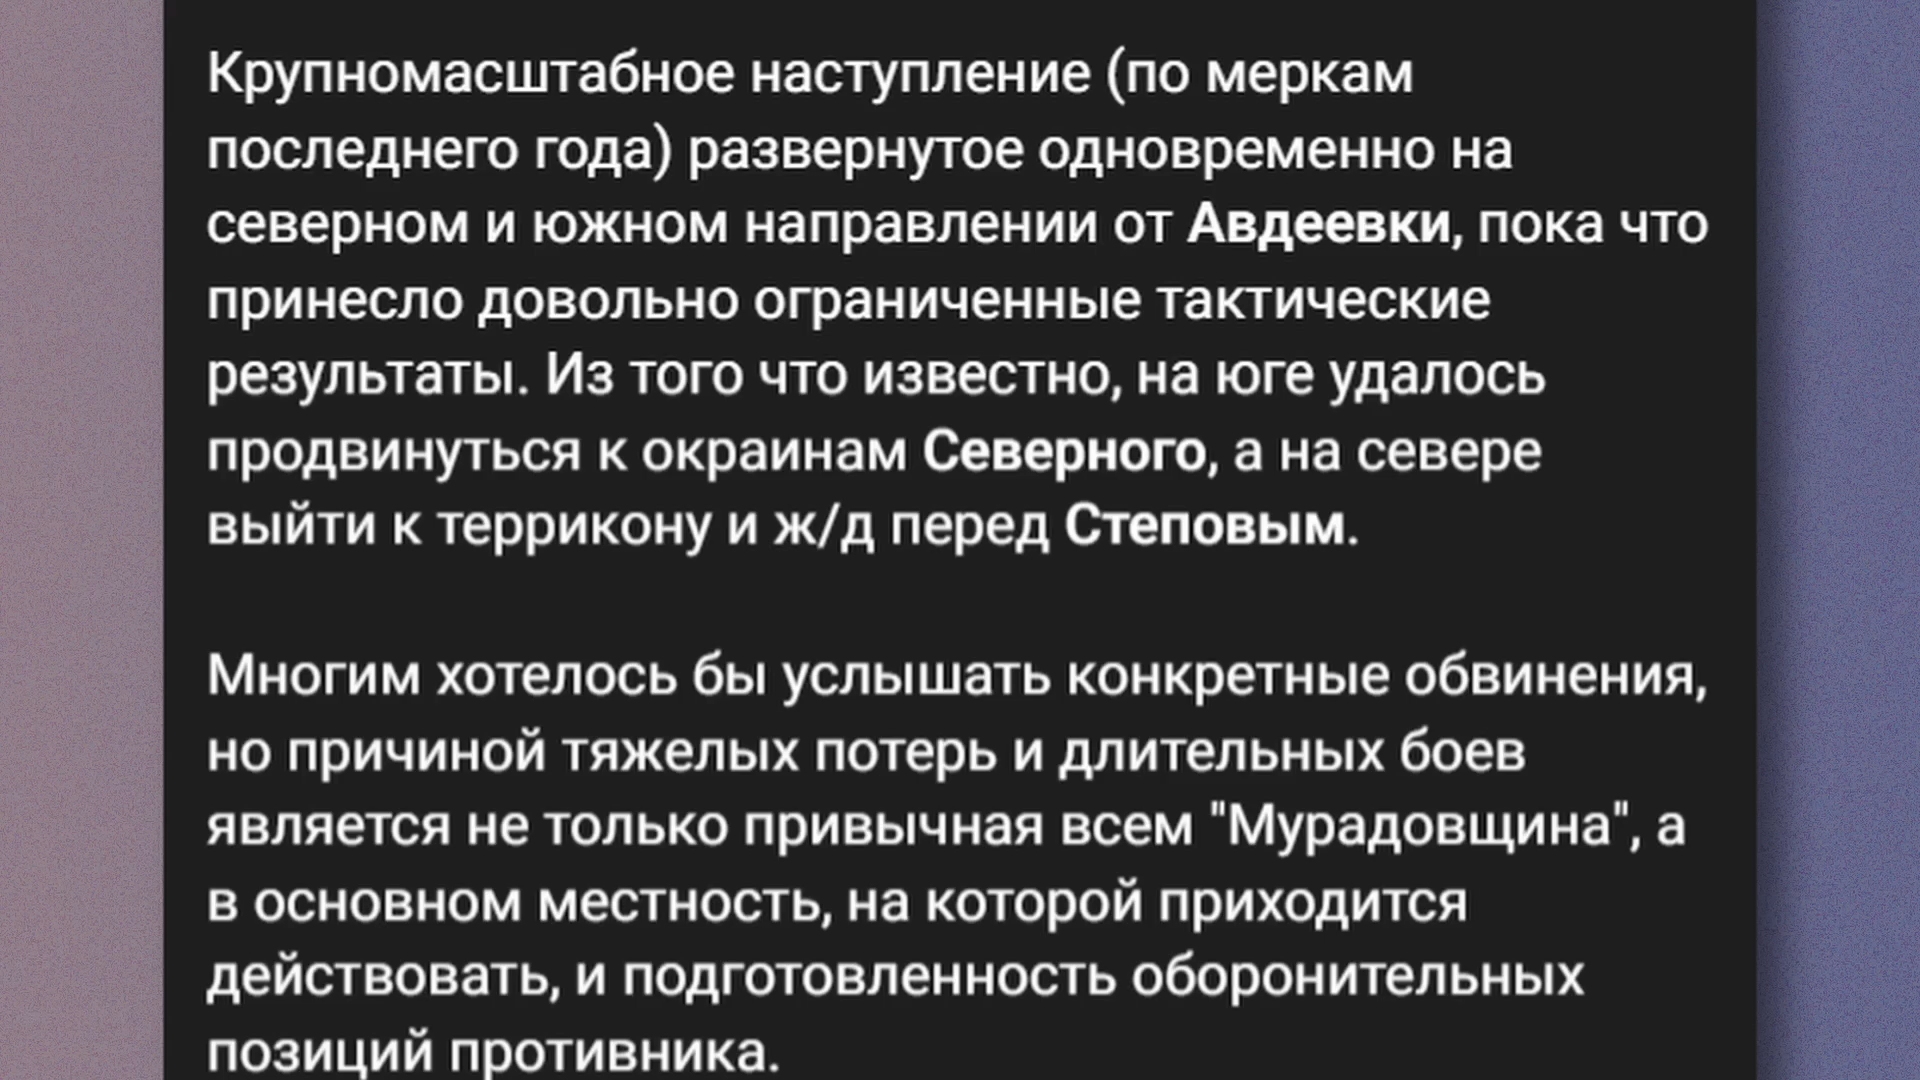 Крупномасштабное наступление (по меркам
последнего года) развернутое одновременно на
северном и южном направлении от Авдеевки, пока что
принесло довольно ограниченные тактические
результаты. Из того что известно, на юге удалось
продвинуться к окраинам Северного, а на севере
выйти к террикону и ж/д перед Степовым.
Многим хотелось бы услышать конкретные обвинения,
но причиной тяжелых потерь и длительных боев
является не только привычная всем "Мурадовщина", а
в основном местность, на которой приходится
действовать, и подготовленность оборонительных
позиций противника.